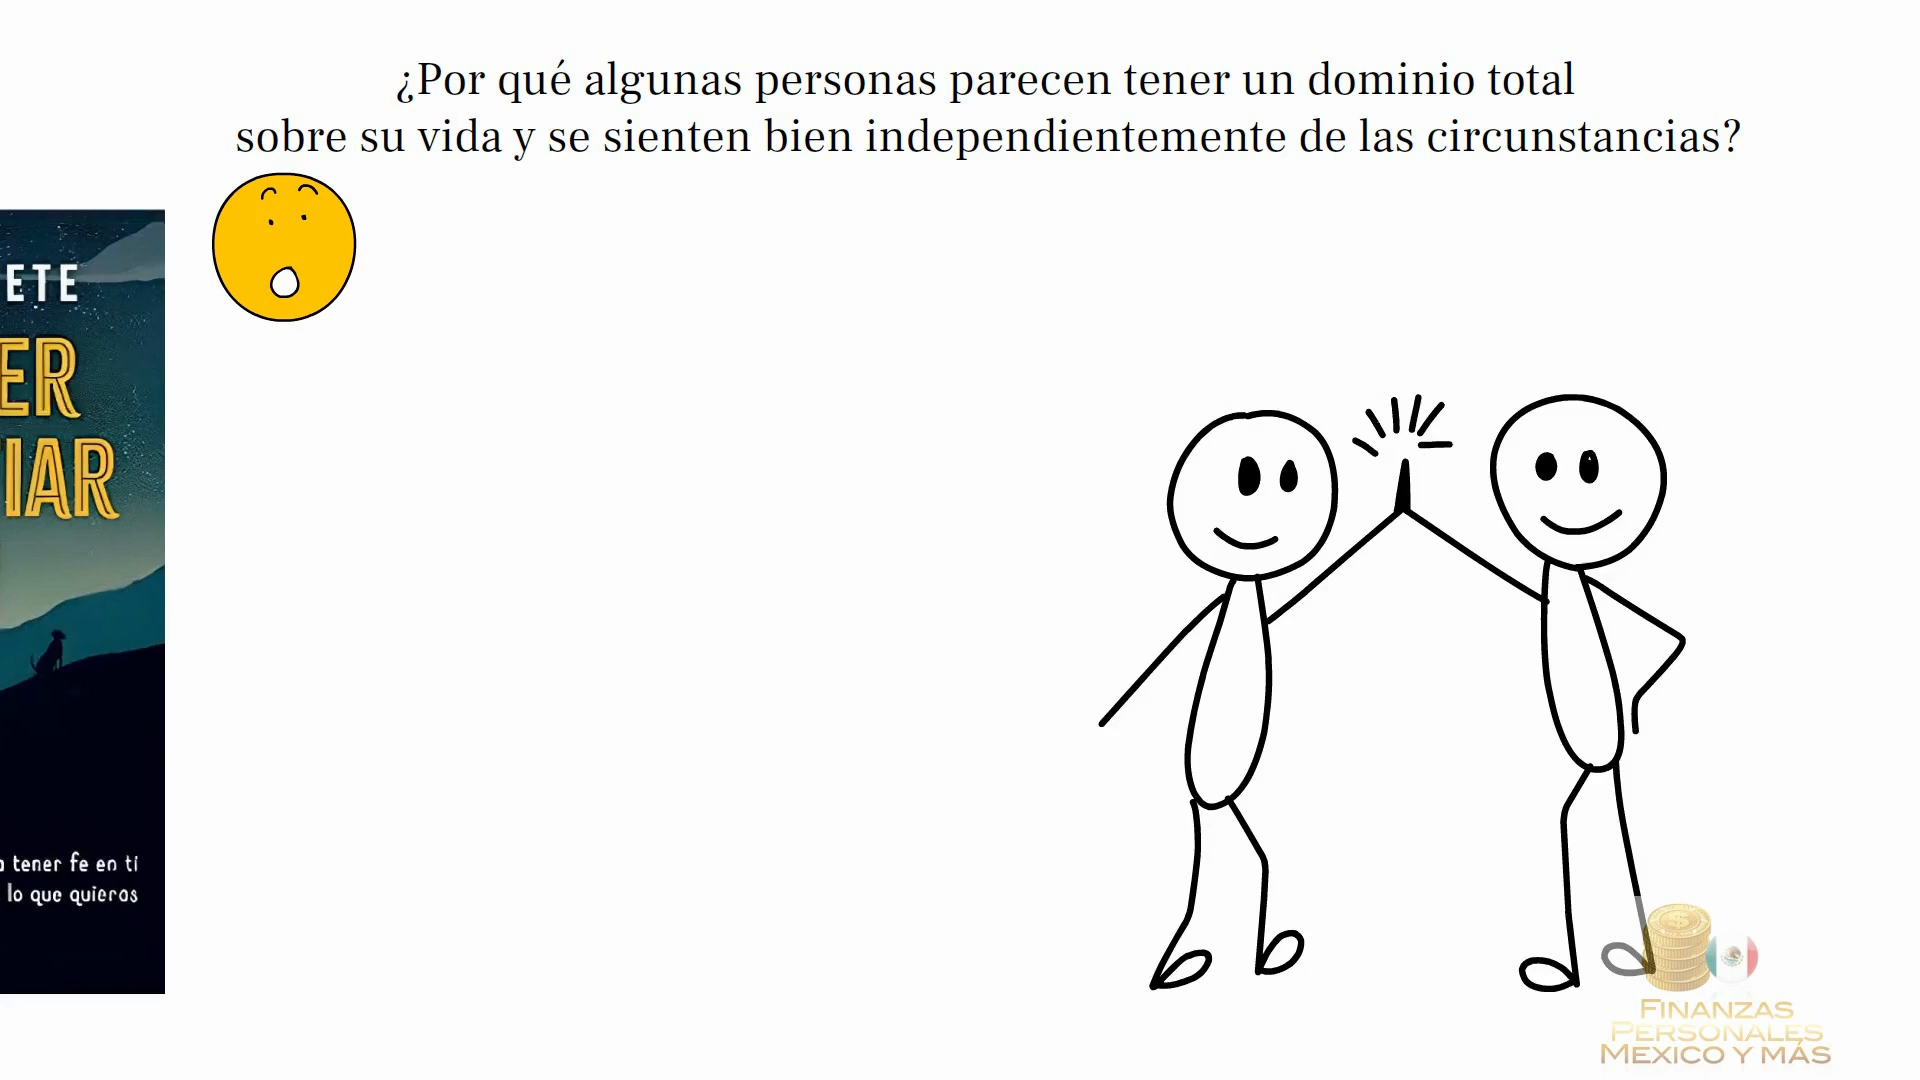 ¿Por qué algunas personas parecen tener un dominio total
sobre su vida y se sienten bien independientemente de las circunstancias?
ETE
ER
IAR
tener fe en ti
lo que quieras
FINANZAS
PERSONALES
MEXICO Y MÁS